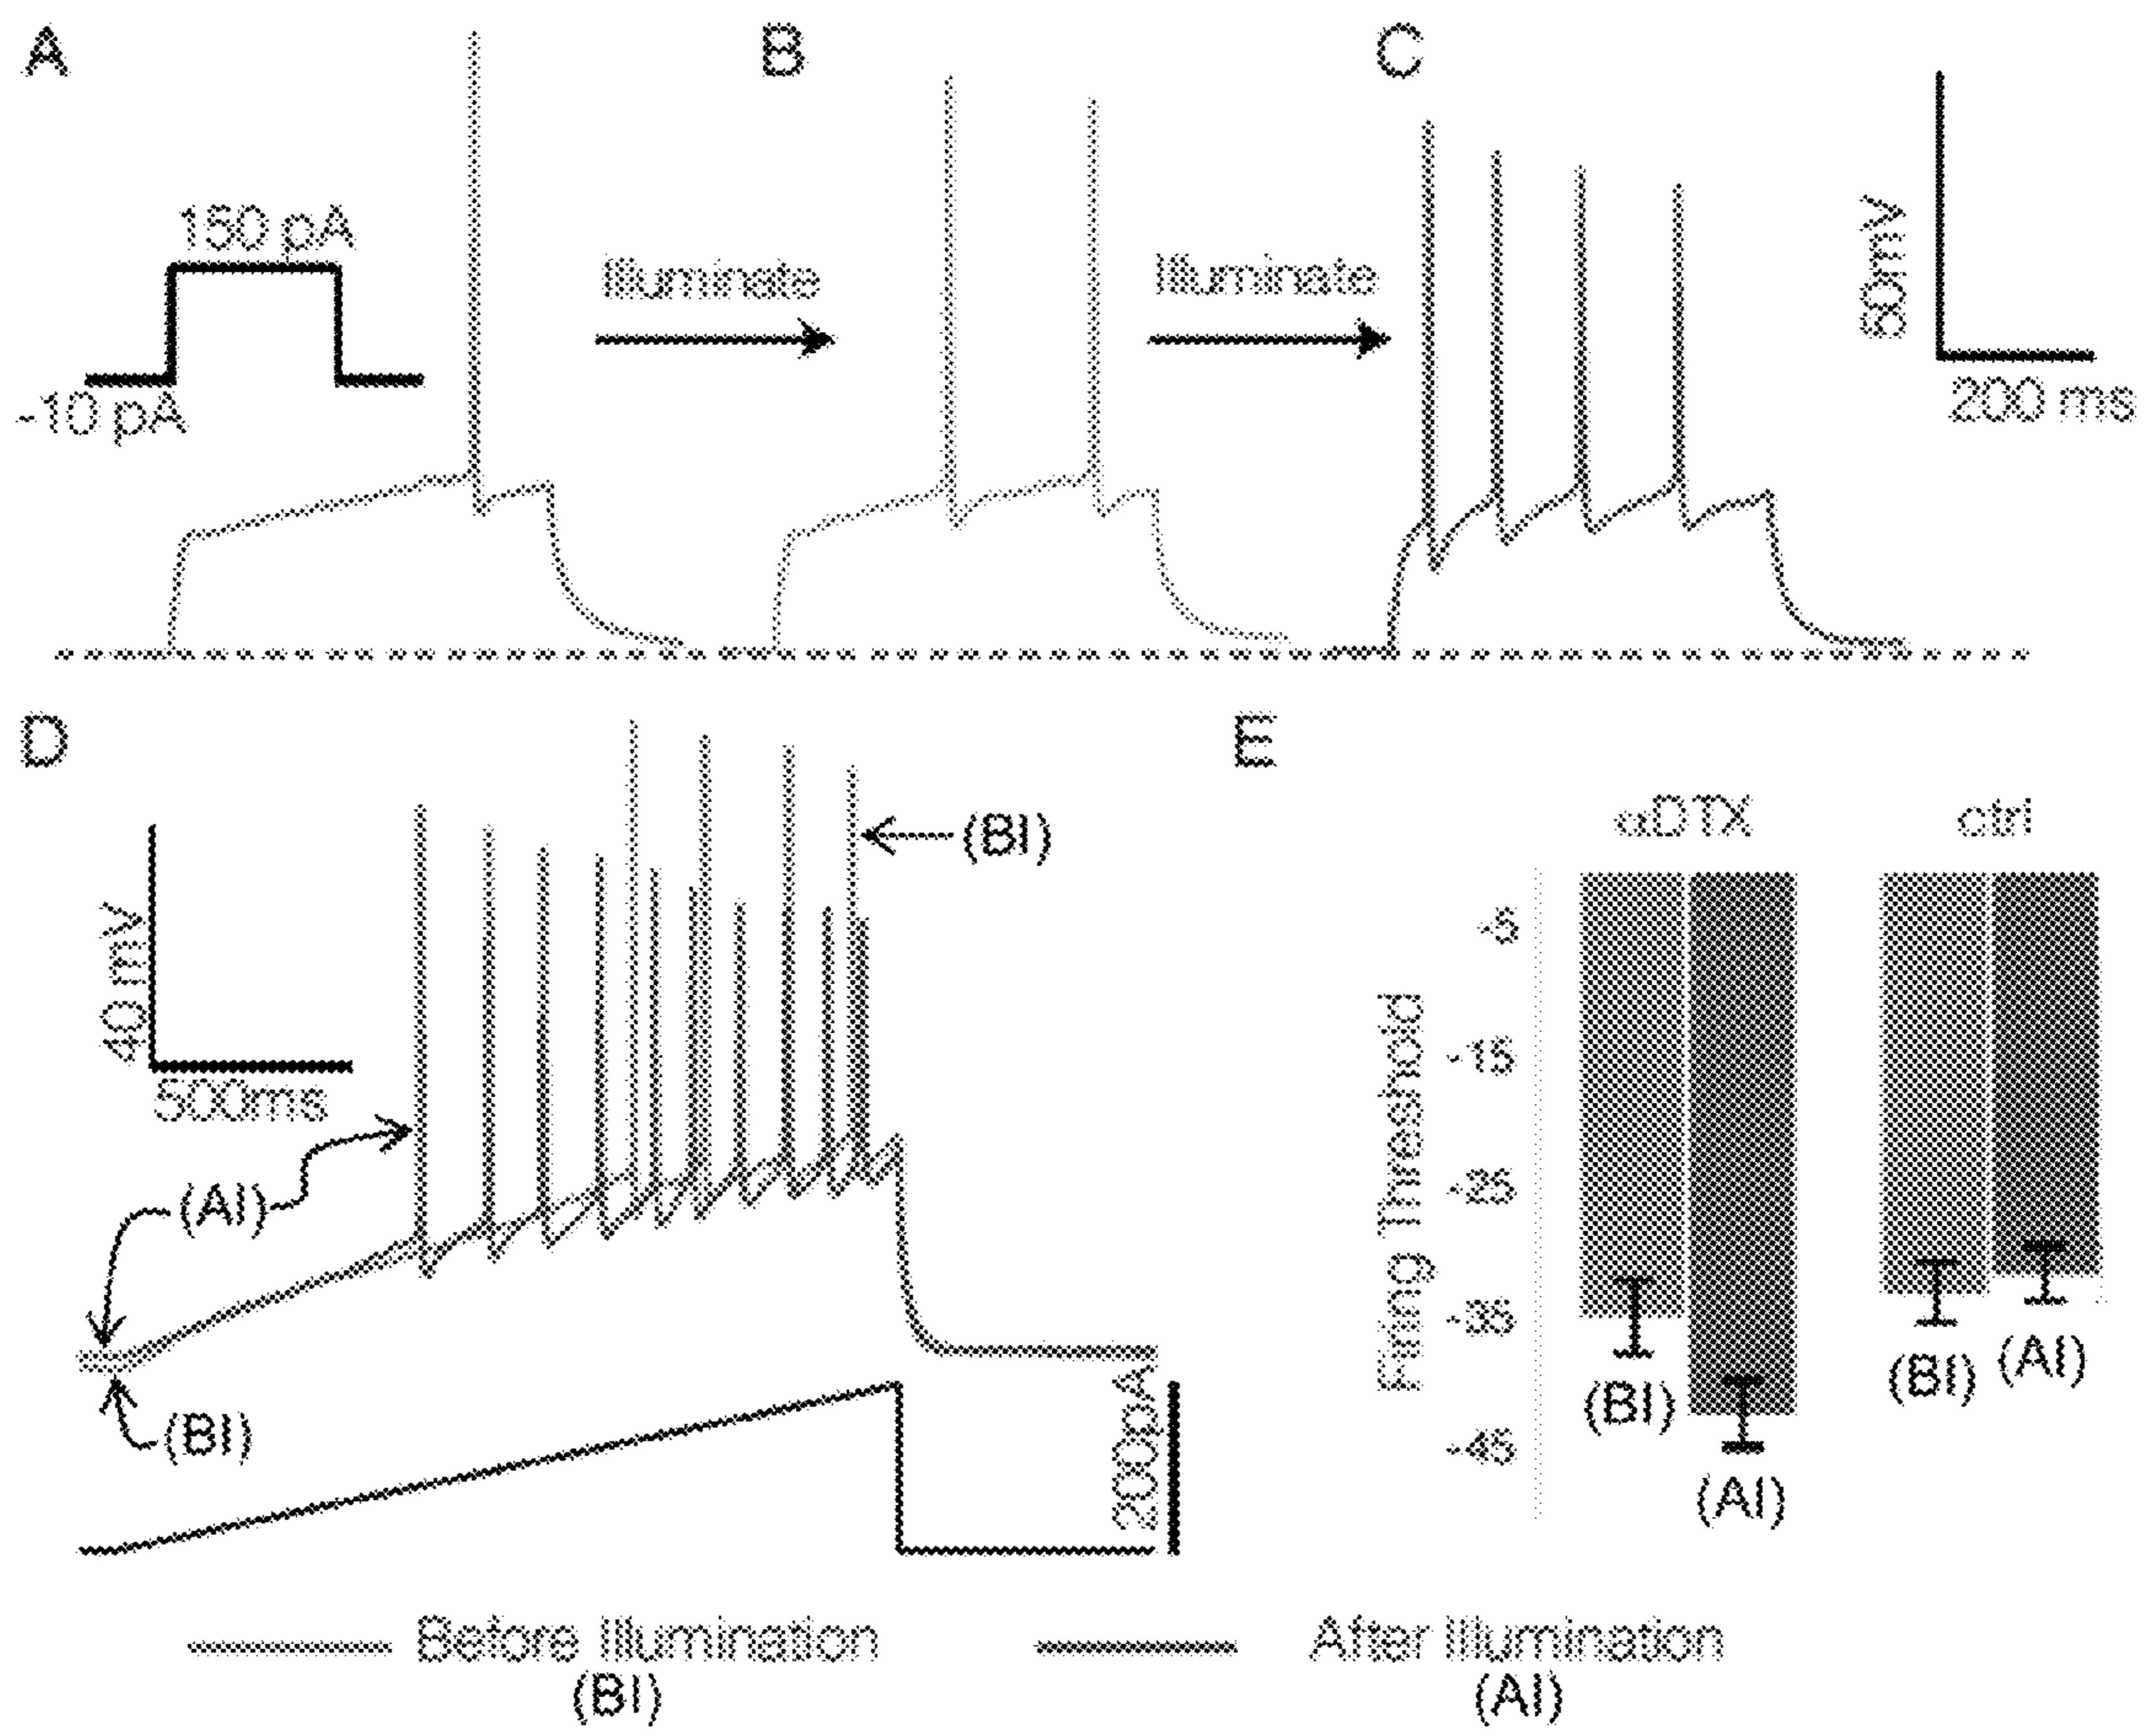 A
B
C
150 pA
-10 pA
Illuminate
Illuminate
50mV
200 ms
D
40 mV
500ms
(BI)
(AI)
(BI)
200pA
E
αDTX
ctrl
Firing Threshold
-5
-15
-25
-35
-45
(BI)
(AI)
(BI)
(AI)
Before Illumination
(BI)
After Illumination
(AI)